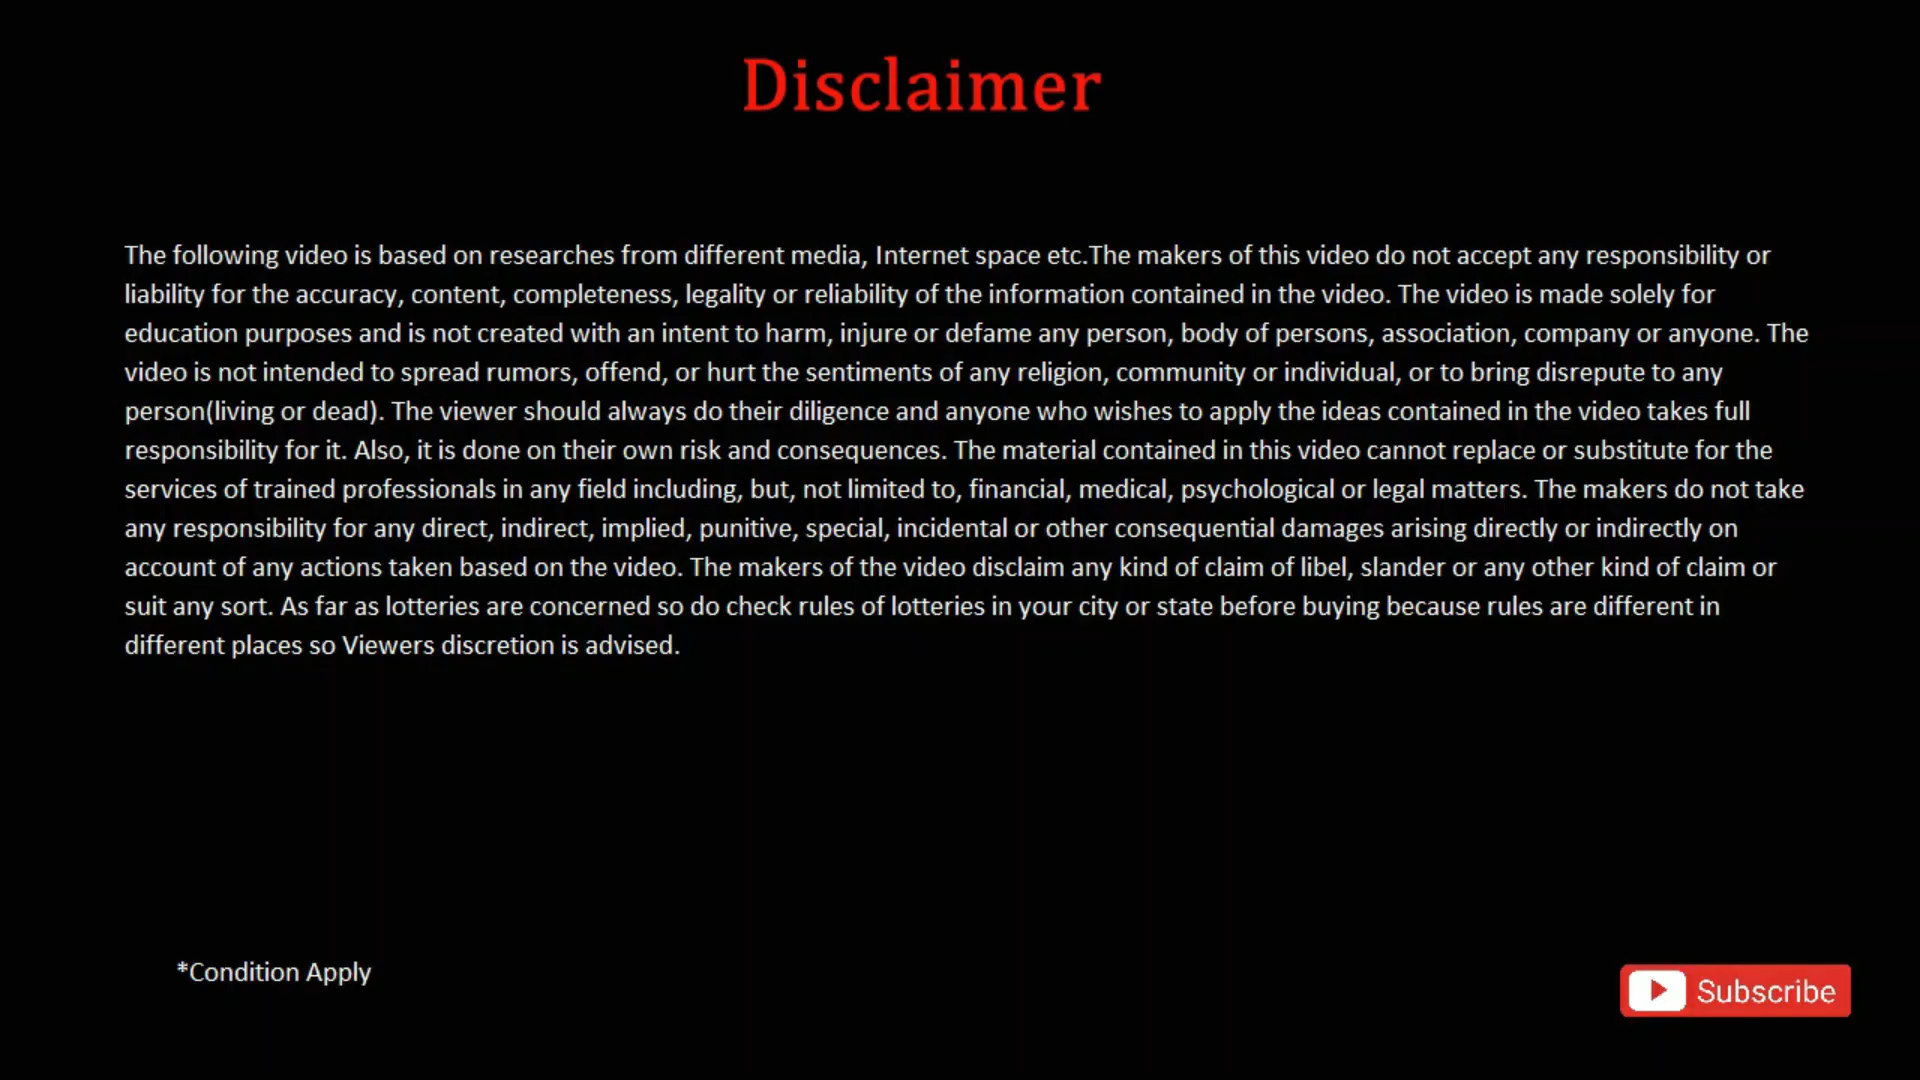 Disclaimer
The following video is based on researches from different media, Internet space etc.The makers of this video do not accept any responsibility or
liability for the accuracy, content, completeness, legality or reliability of the information contained in the video. The video is made solely for
education purposes and is not created with an intent to harm, injure or defame any person, body of persons, association, company or anyone. The
video is not intended to spread rumors, offend, or hurt the sentiments of any religion, community or individual, or to bring disrepute to any
person(living or dead). The viewer should always do their diligence and anyone who wishes to apply the ideas contained in the video takes full
responsibility for it. Also, it is done on their own risk and consequences. The material contained in this video cannot replace or substitute for the
services of trained professionals in any field including, but, not limited to, financial, medical, psychological or legal matters. The makers do not take
any responsibility for any direct, indirect, implied, punitive, special, incidental or other consequential damages arising directly or indirectly on
account of any actions taken based on the video. The makers of the video disclaim any kind of claim of libel, slander or any other kind of claim or
suit any sort. As far as lotteries are concerned so do check rules of lotteries in your city or state before buying because rules are different in
different places so Viewers discretion is advised.
*Condition Apply
Subscribe